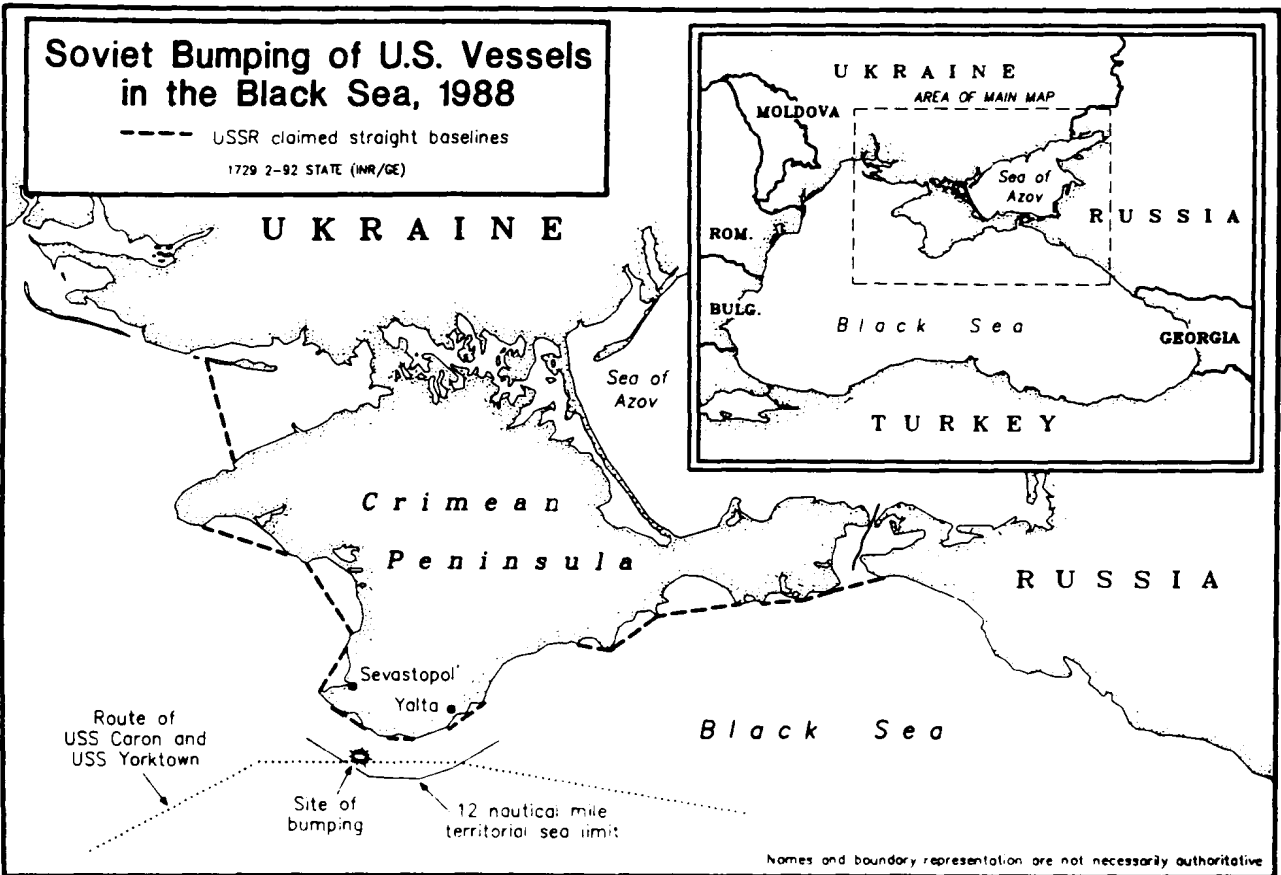 Soviet Bumping of U.S. Vessels
in the Black Sea, 1988
USSR claimed straight baselines
1729 2-92 STATE (INR/GE)
UKRAINE
AREA OF MAIN MAP
MOLDOVA
Sea of
Azov
RUSSIA
ROM.
BULG.
Black Sea
GEORGIA
TURKEY
UKRAINE
Sea of
Azov
Crimean
Peninsula
RUSSIA
Sevastopol'
Yalta
Black Sea
Route of
USS Caron and
USS Yorktown
Site of
bumping
12 nautical mile
territorial sea limit
Names and boundary representation are not necessarily authoritative